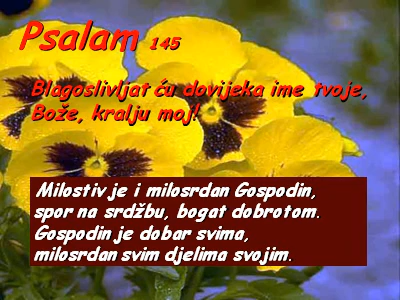 Psalam 145
Blagoslivljat ću dovijeka ime tvoje,
Bože, kralju moj!
Milostiv je i milosrdan Gospodin,
spor na srdžbu, bogat dobrotom.
Gospodin je dobar svima,
milosrdan svim djelima svojim.